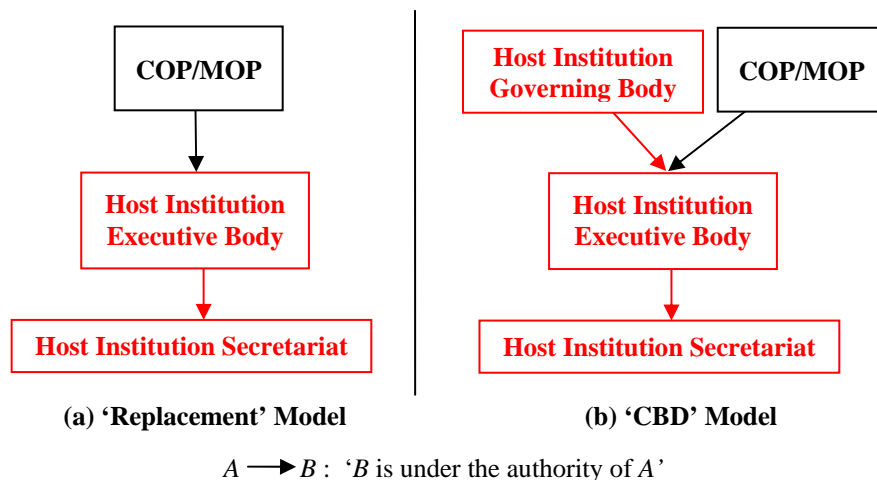 COP/MOP
Host Institution
Executive Body
Host Institution Secretariat
(a) ‘Replacement’ Model
Host Institution
Governing Body
COP/MOP
Host Institution
Executive Body
Host Institution Secretariat
(b) ‘CBD’ Model
A → B : ‘B is under the authority of A’